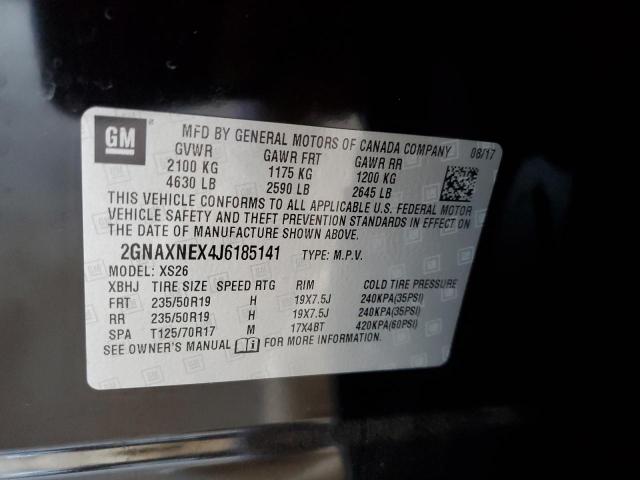 GM
MFD BY GENERAL MOTORS OF CANADA COMPANY 08/17
GVWR GAWR FRT GAWR RR
2100 KG 1175 KG 1200 KG
4630 LB 2590 LB 2645 LB
THIS VEHICLE CONFORMS TO ALL APPLICABLE U.S. FEDERAL MOTOR
VEHICLE SAFETY AND THEFT PREVENTION STANDARDS IN EFFECT
ON THE DATE OF MANUFACTURE SHOWN ABOVE.
2GNAXNEX4J6185141 TYPE: M.P.V.
MODEL: XS26
XBHJ TIRE SIZE SPEED RTG RIM COLD TIRE PRESSURE
FRT 235/50R19 H 19X7.5J 240KPA(35PSI)
RR 235/50R19 H 19X7.5J 240KPA(35PSI)
SPA T125/70R17 M 17X4BT 420KPA(60PSI)
SEE OWNER'S MANUAL FOR MORE INFORMATION.